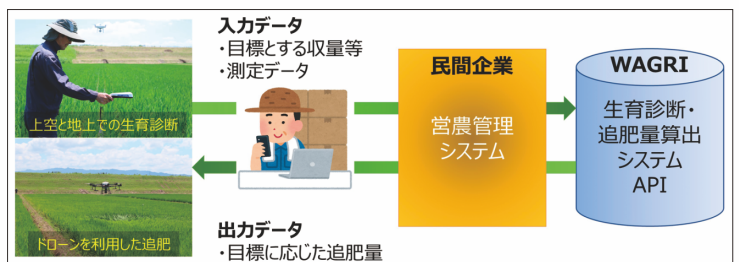 入力データ
・目標とする収量等
・測定データ
上空と地上での生育診断
民間企業
営農管理
システム
WAGRI
生育診断・
追肥量算出
システム
API
ドローンを利用した追肥
出力データ
・目標に応じた追肥量